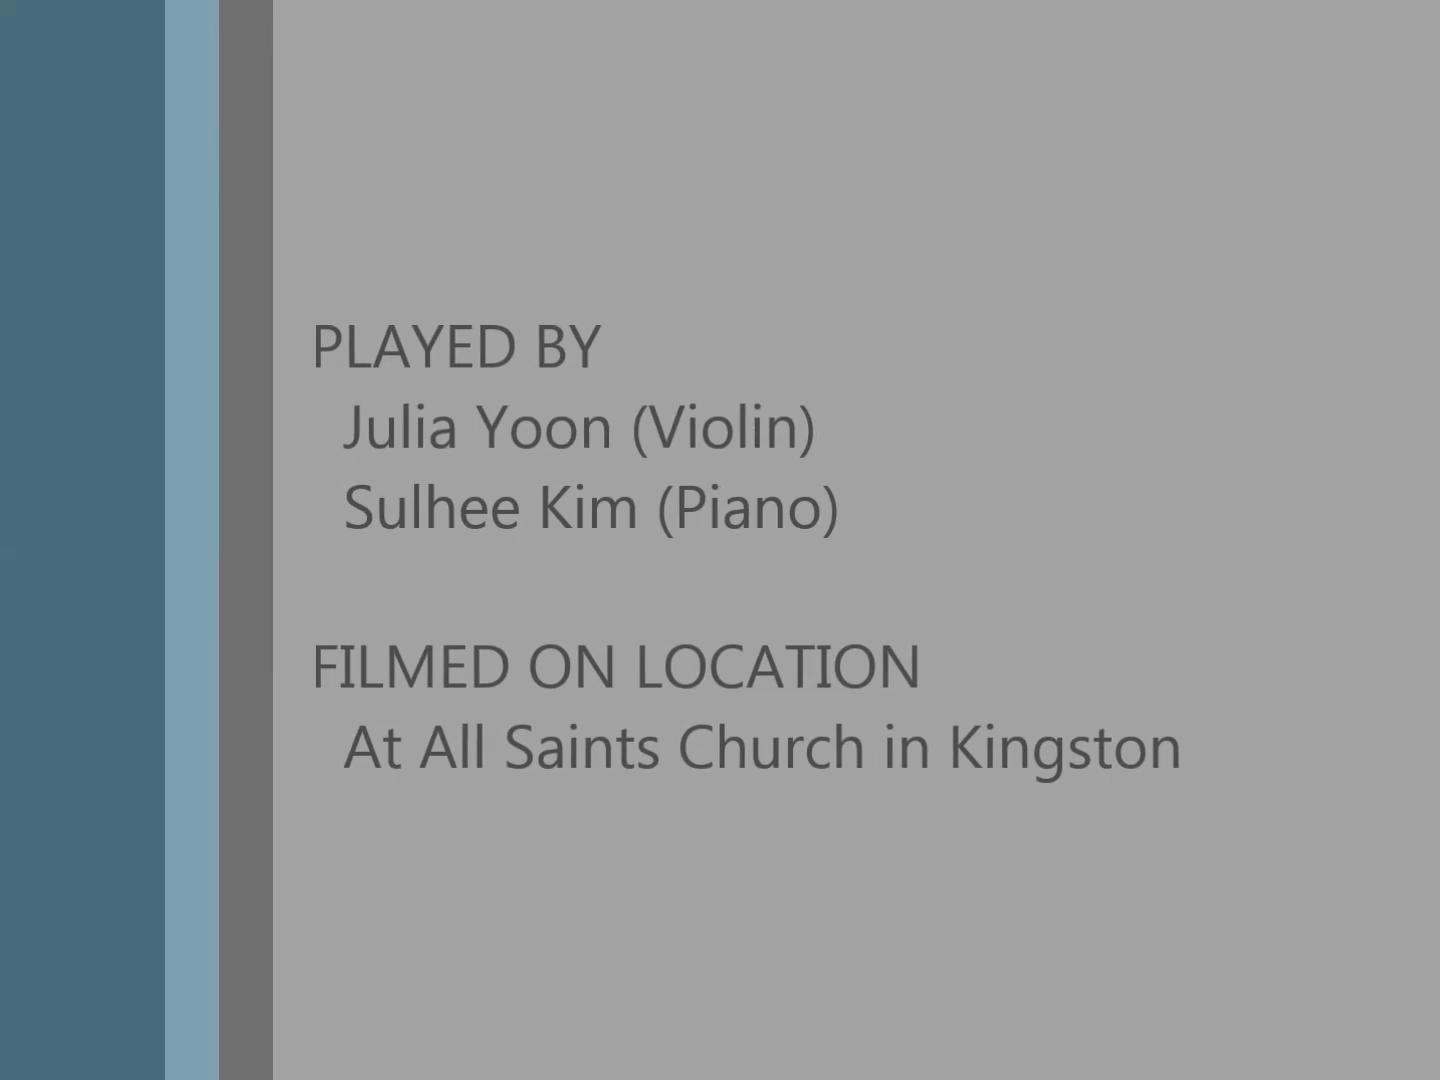 PLAYED BY
Julia Yoon (Violin)
Sulhee Kim (Piano)
FILMED ON LOCATION
At All Saints Church in Kingston